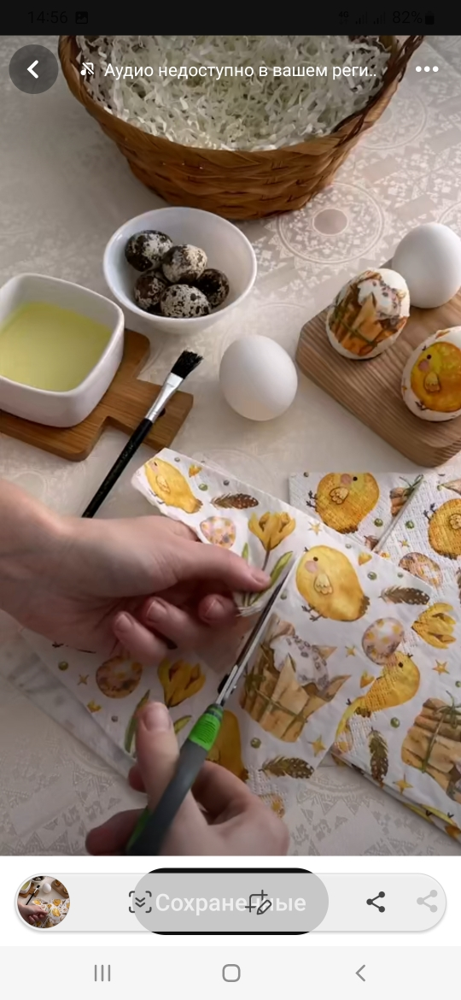 14:56
82%
Аудио недоступно в вашем реги..
Сохраненные